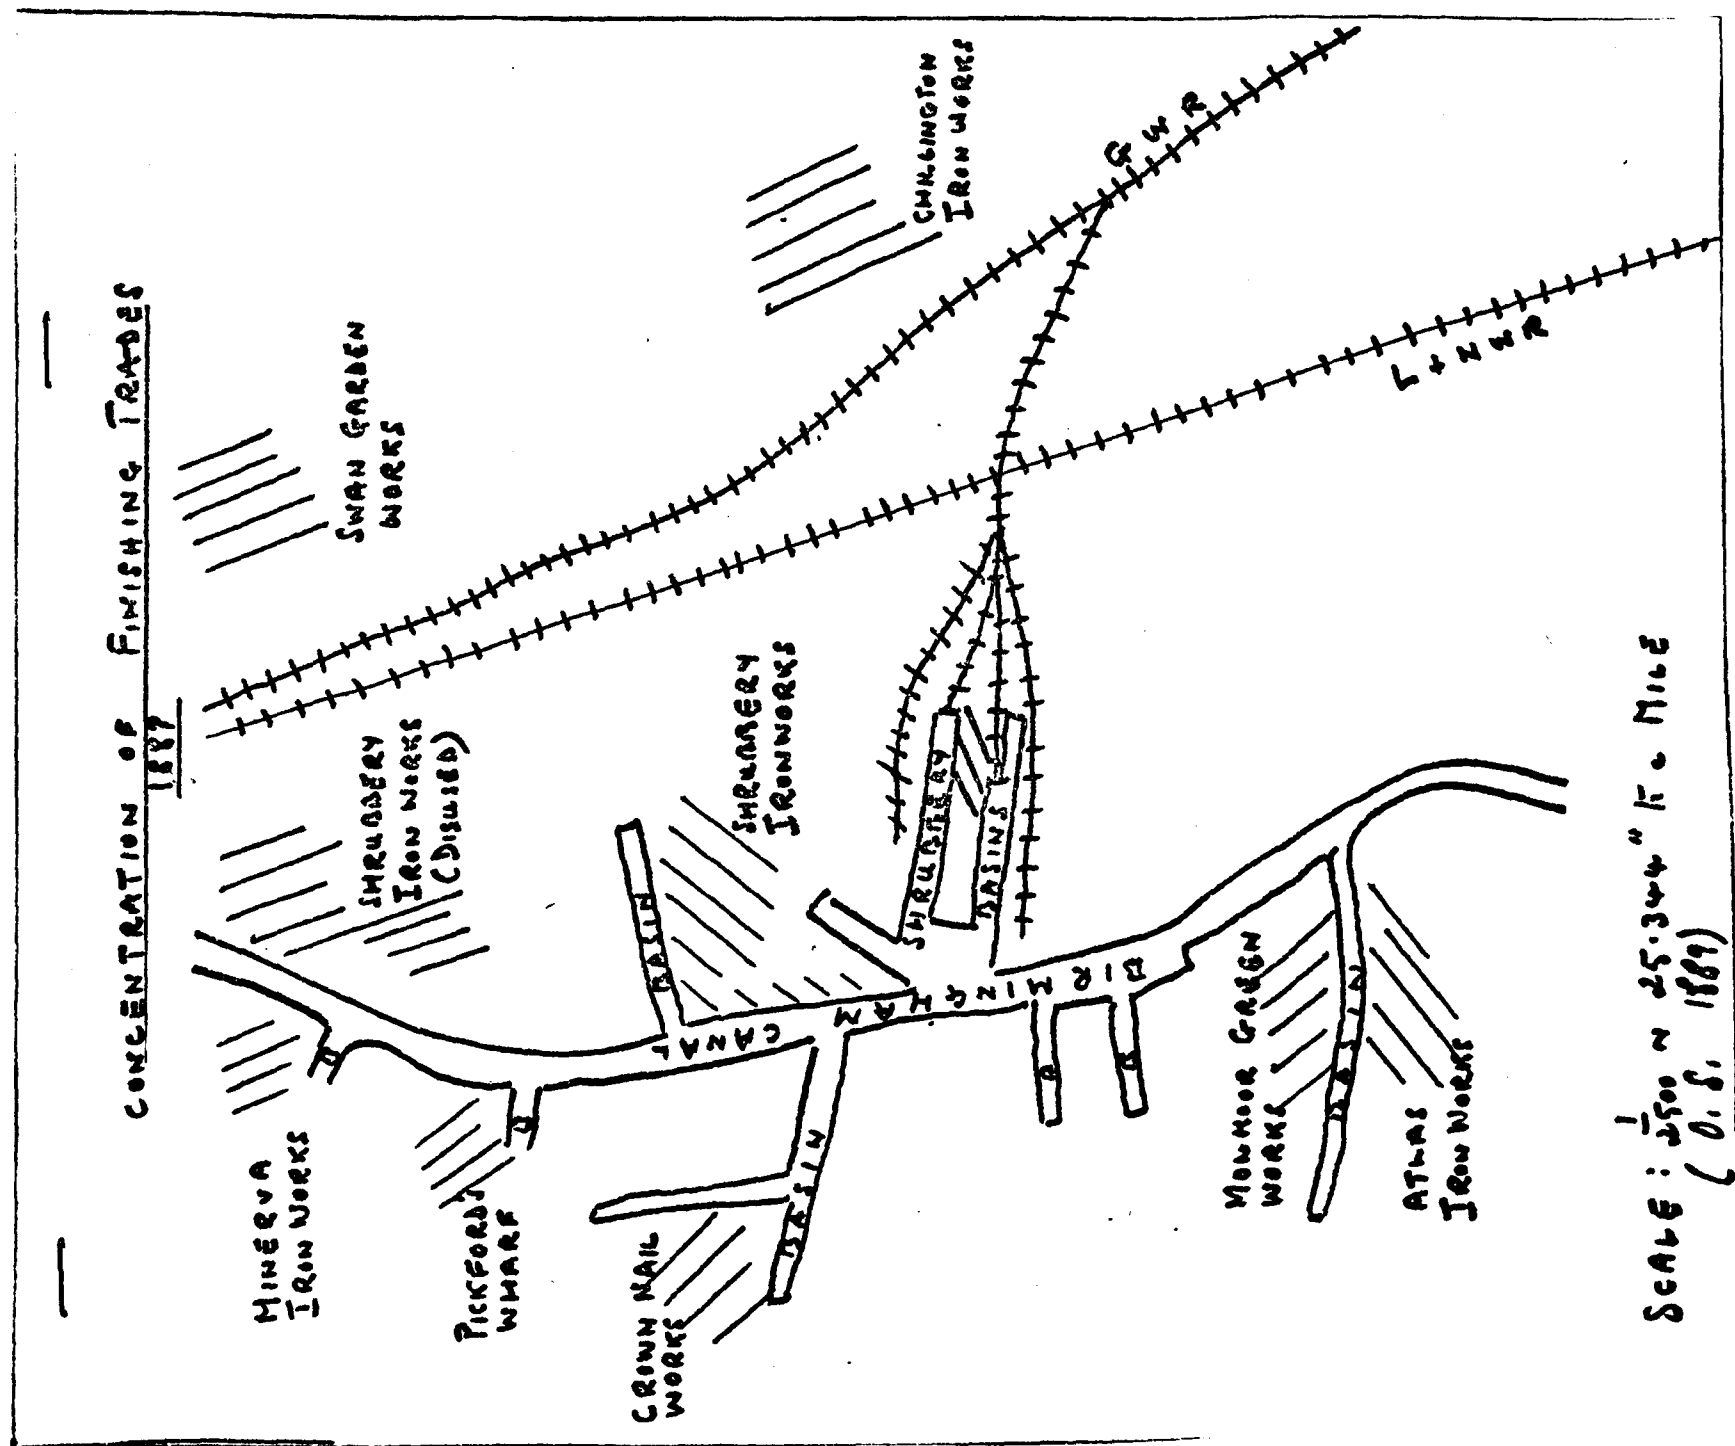 CONCENTRATION OF FINISHING TRADES
1889
MINERVA
IRON WORKS
SHRUBBERY
IRON WORKS
(DISUSED)
SWAN GARDEN
WORKS
PICKFORDS
WHARF
B
B
CROWN NAIL
WORKS
BASIN
SHRUBBERY
IRONWORKS
BASIN
CHILLINGTON
IRON WORKS
SHRUBBERY
BASINS
BIRMINGHAM CANAL
B
B
G W R
L + N W R
MONMOOR GREEN
WORKS
BASIN
ATLAS
IRON WORKS
SCALE: 1/2500 ~ 25.344" to a MILE
(O.S. 1889)